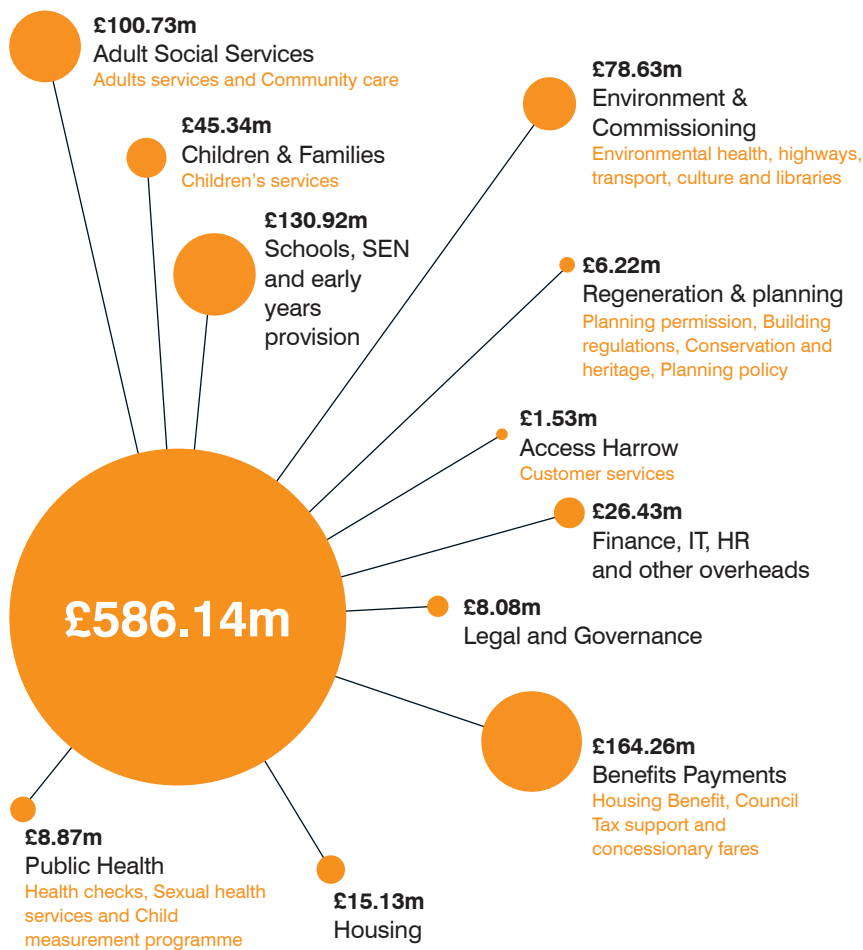 £100.73m
Adult Social Services
Adults services and Community care
£45.34m
Children & Families
Children's services
£130.92m
Schools, SEN
and early
years
provision
£78.63m
Environment &
Commissioning
Environmental health, highways,
transport, culture and libraries
£6.22m
Regeneration & planning
Planning permission, Building
regulations, Conservation and
heritage, Planning policy
£1.53m
Access Harrow
Customer services
£26.43m
Finance, IT, HR
and other overheads
£586.14m
£8.08m
Legal and Governance
£164.26m
Benefits Payments
Housing Benefit, Council
Tax support and
concessionary fares
£8.87m
Public Health
Health checks, Sexual health
services and Child
measurement programme
£15.13m
Housing